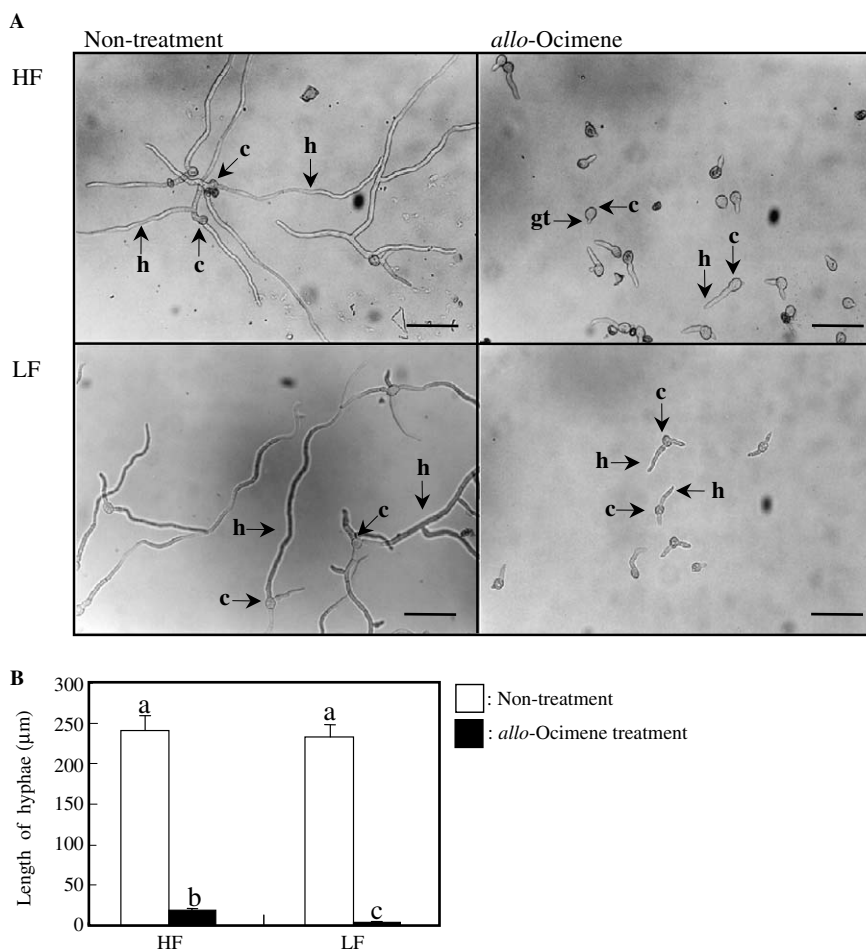 A
Non-treatment allo-Ocimene
HF
c
h
h
c
c
gt
h
c
LF
h
c
h
c
c
h
h
c
B
300
250
200
150
100
50
0
Length of hyphae (μm)
a
b
a
c
HF LF
: Non-treatment
: allo-Ocimene treatment